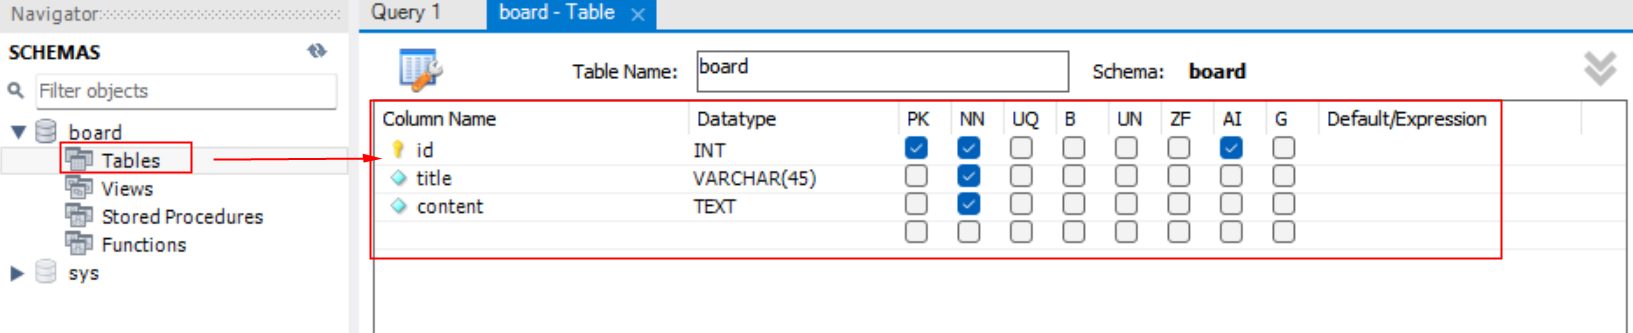 Navigator
SCHEMAS
Filter objects
board
Tables
Views
Stored Procedures
Functions
sys
Query 1
board - Table
Table Name: board Schema: board
Column Name Datatype PK NN UQ B UN ZF AI G Default/Expression
id INT
title VARCHAR(45)
content TEXT